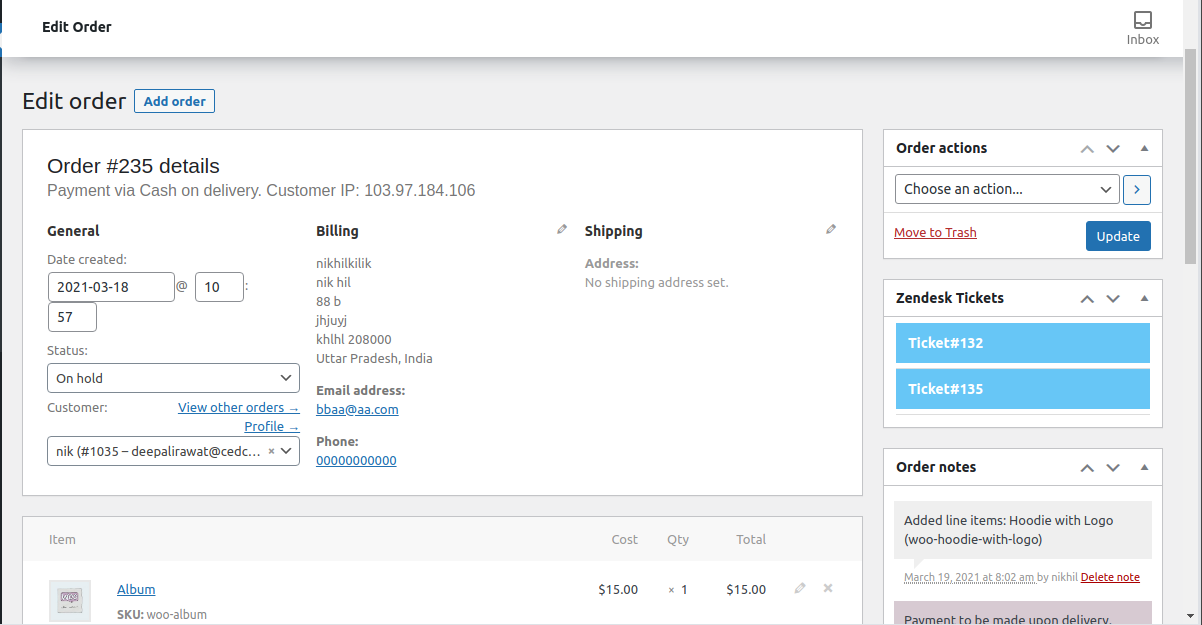 Edit Order
Inbox
Edit order
Add order
Order #235 details
Payment via Cash on delivery. Customer IP: 103.97.184.106
General
Date created:
2021-03-18 @ 10 :
57
Status:
On hold
Customer:
View other orders →
Profile →
nik (#1035 – deepalirawat@cedc... ×
Billing
nikhilkilik
nik hil
88 b
jhjuyj
khlhl 208000
Uttar Pradesh, India
Email address:
bbaa@aa.com
Phone:
00000000000
Shipping
Address:
No shipping address set.
Item Cost Qty Total
Album $15.00 × 1 $15.00
SKU: woo-album
Order actions
Choose an action...
Move to Trash
Update
Zendesk Tickets
Ticket#132
Ticket#135
Order notes
Added line items: Hoodie with Logo
(woo-hoodie-with-logo)
March 19, 2021 at 8:02 am by nikhil Delete note
Payment to be made upon delivery.